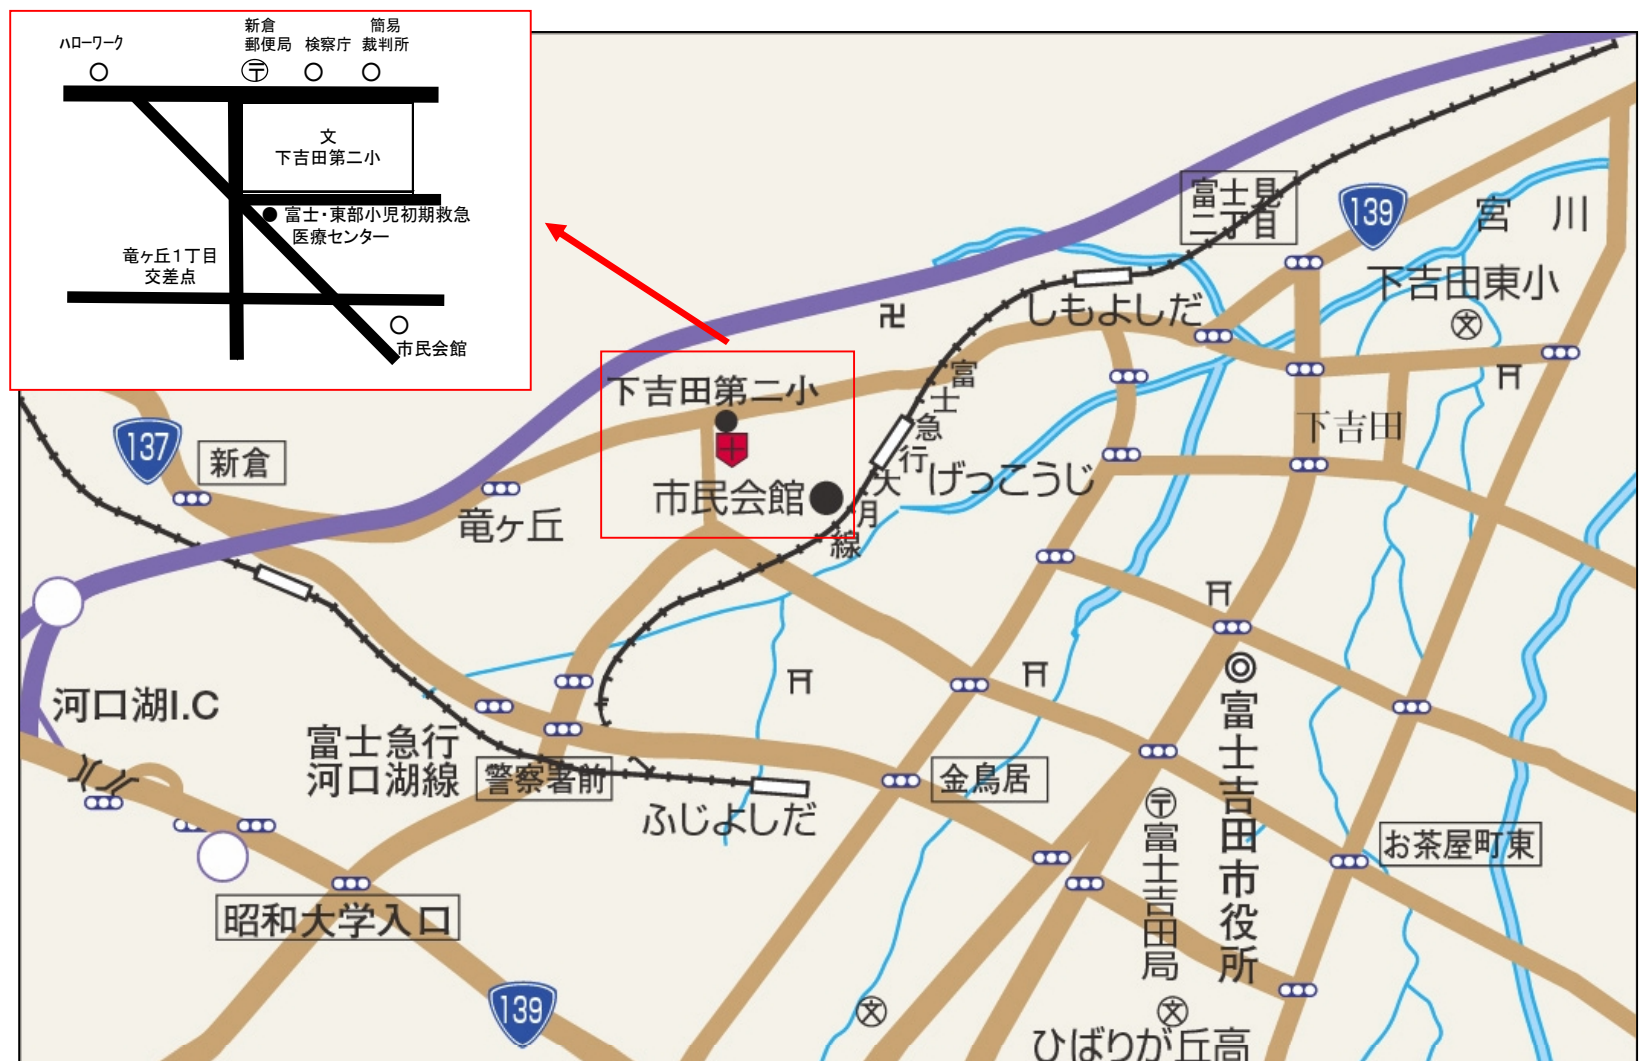 ハローワーク
新倉
郵便局
検察庁
簡易
裁判所
〒
文
下吉田第二小
富士・東部小児初期救急
医療センター
竜ヶ丘1丁目
交差点
市民会館
富士見
二丁目
139
宮川
下吉田東小
文
しもよしだ
卍
下吉田第二小
富士急行大月線
下吉田
137
新倉
げっこうじ
市民会館
竜ヶ丘
河口湖I.C
富士急行
河口湖線
警察署前
ふじよしだ
金鳥居
富士吉田市役所
〒富士吉田局
お茶屋町東
昭和大学入口
139
文
文
ひばりが丘高